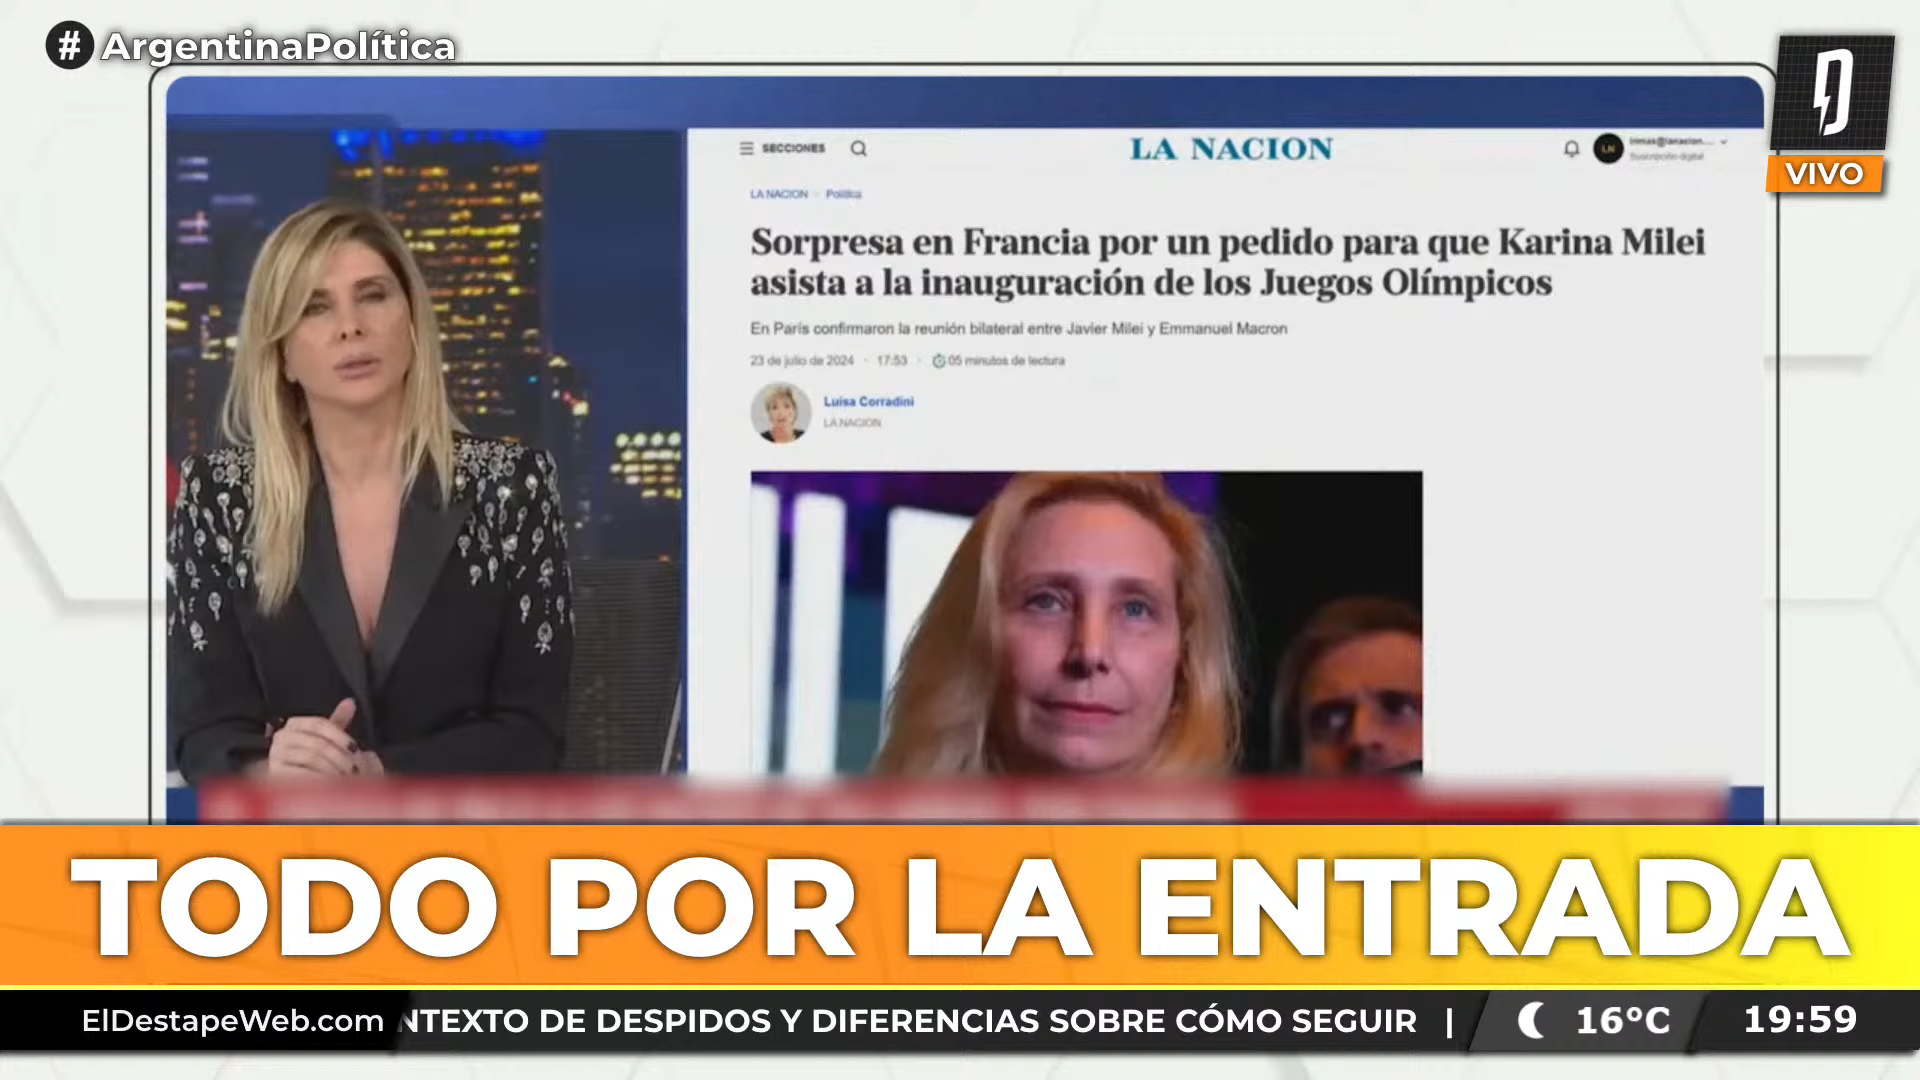 # ArgentinaPolítica
VIVO
SECCIONES
LA NACION
LN
LA NACION Política
Sorpresa en Francia por un pedido para que Karina Milei
asista a la inauguración de los Juegos Olímpicos
En París confirmaron la reunión bilateral entre Javier Milei y Emmanuel Macron
23 de julio de 2024 · 17:53 · 05 minutos de lectura
Luisa Corradini
LA NACION
TODO POR LA ENTRADA
ElDestapeWeb.com
NTEXTO DE DESPIDOS Y DIFERENCIAS SOBRE CÓMO SEGUIR |
16°C
19:59